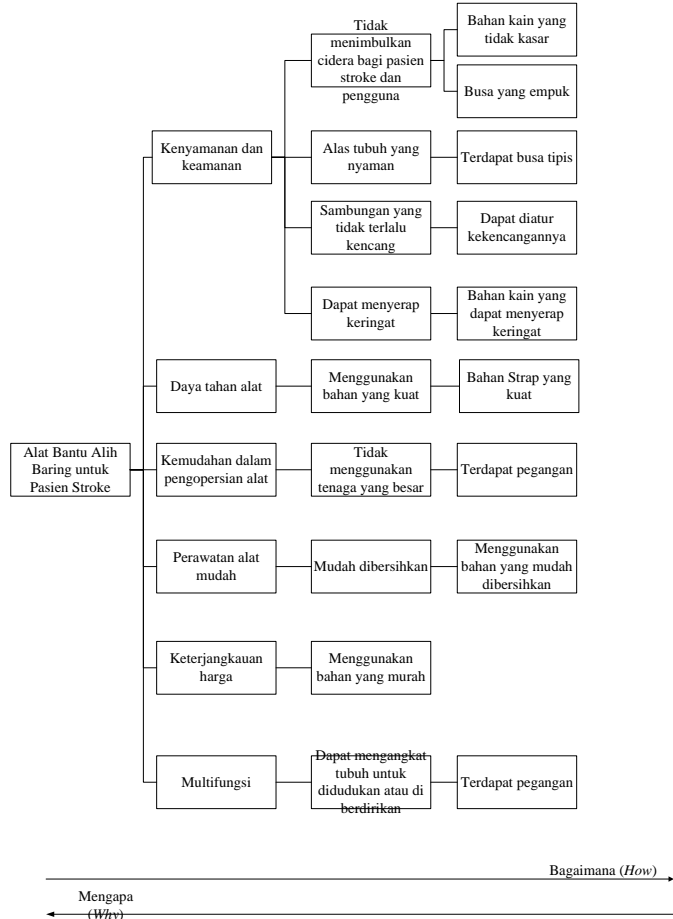 Alat Bantu Alih
Baring untuk
Pasien Stroke
Kenyamanan dan
keamanan
Tidak
menimbulkan
cidera bagi pasien
stroke dan
pengguna
Bahan kain yang
tidak kasar
Busa yang empuk
Alas tubuh yang
nyaman
Terdapat busa tipis
Sambungan yang
tidak terlalu
kencang
Dapat diatur
kekencangannya
Dapat menyerap
keringat
Bahan kain yang
dapat menyerap
keringat
Daya tahan alat
Menggunakan
bahan yang kuat
Bahan Strap yang
kuat
Kemudahan dalam
pengopersian alat
Tidak
menggunakan
tenaga yang besar
Terdapat pegangan
Perawatan alat
mudah
Mudah dibersihkan
Menggunakan
bahan yang mudah
dibersihkan
Keterjangkauan
harga
Menggunakan
bahan yang murah
Multifungsi
Dapat mengangkat
tubuh untuk
didudukan atau di
berdirikan
Terdapat pegangan
Bagaimana (How)
Mengapa
(Why)